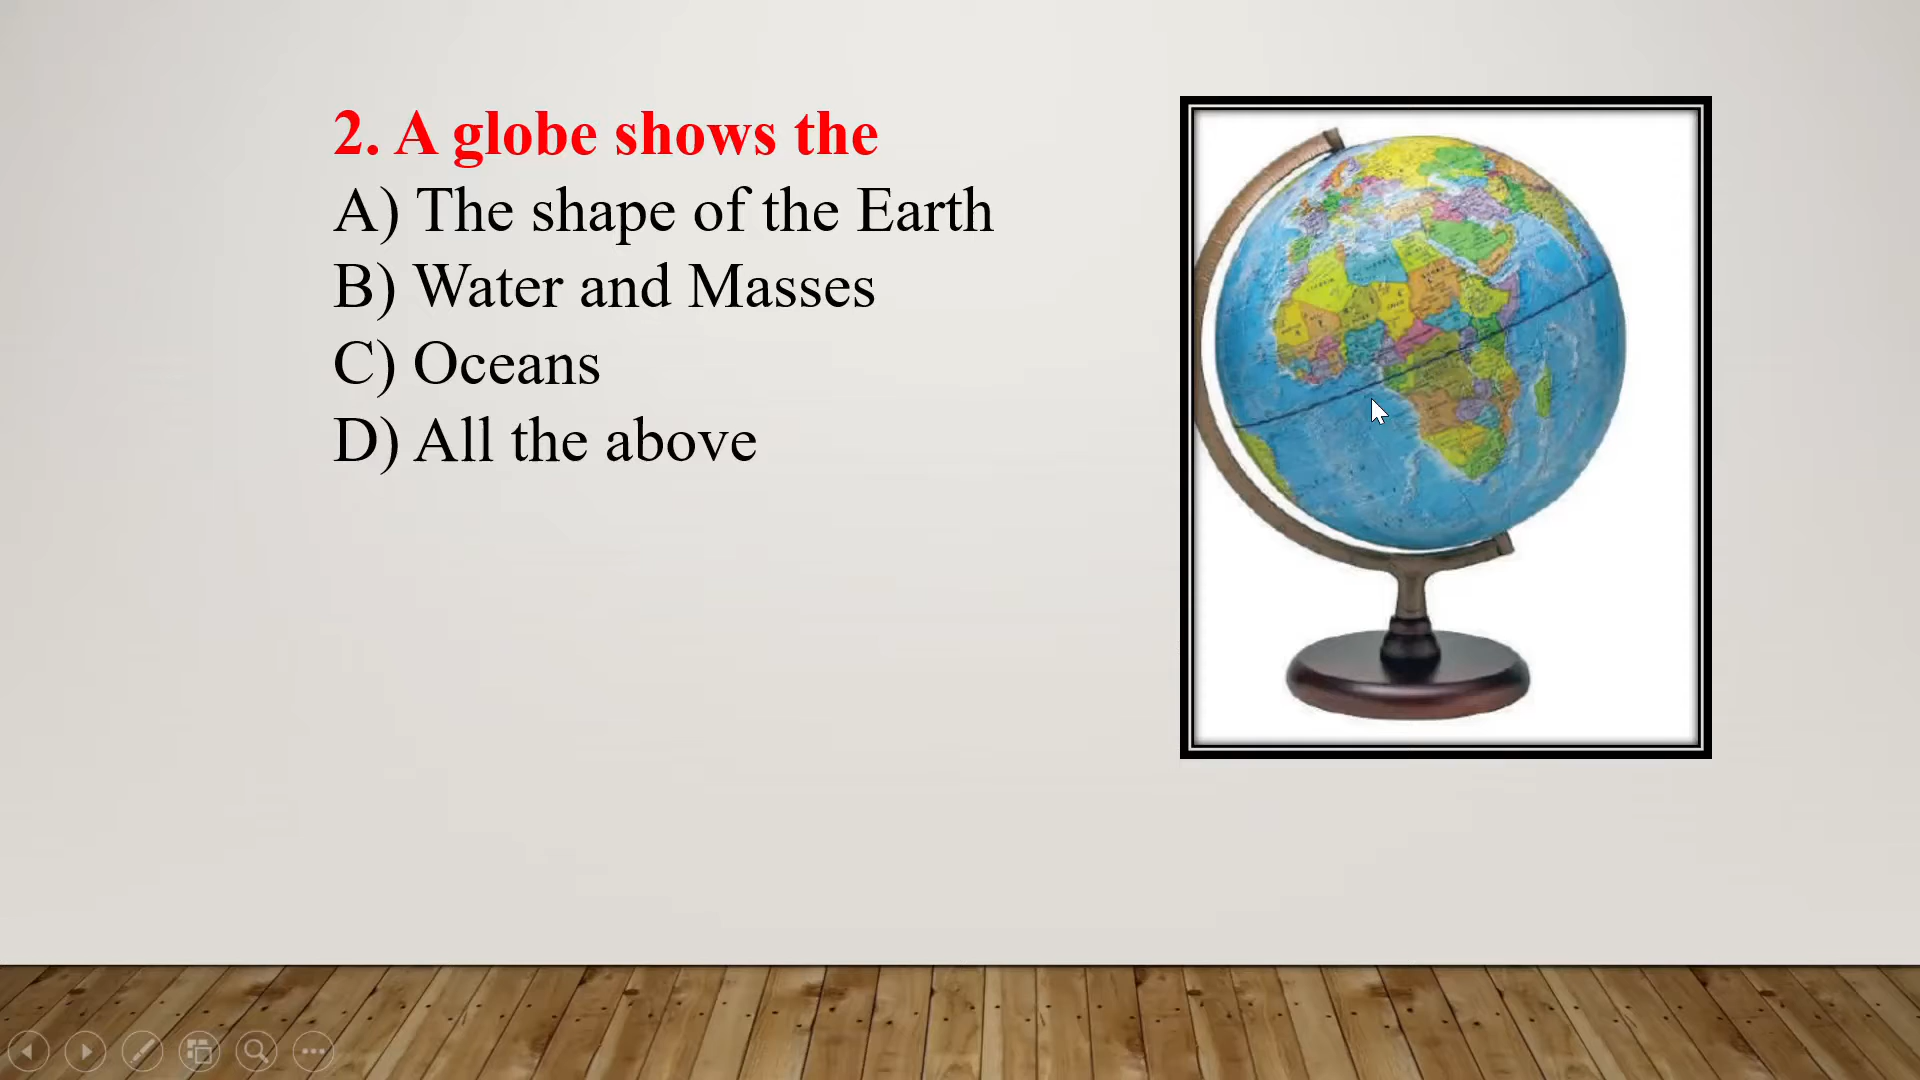 2. A globe shows the
A) The shape of the Earth
B) Water and Masses
C) Oceans
D) All the above